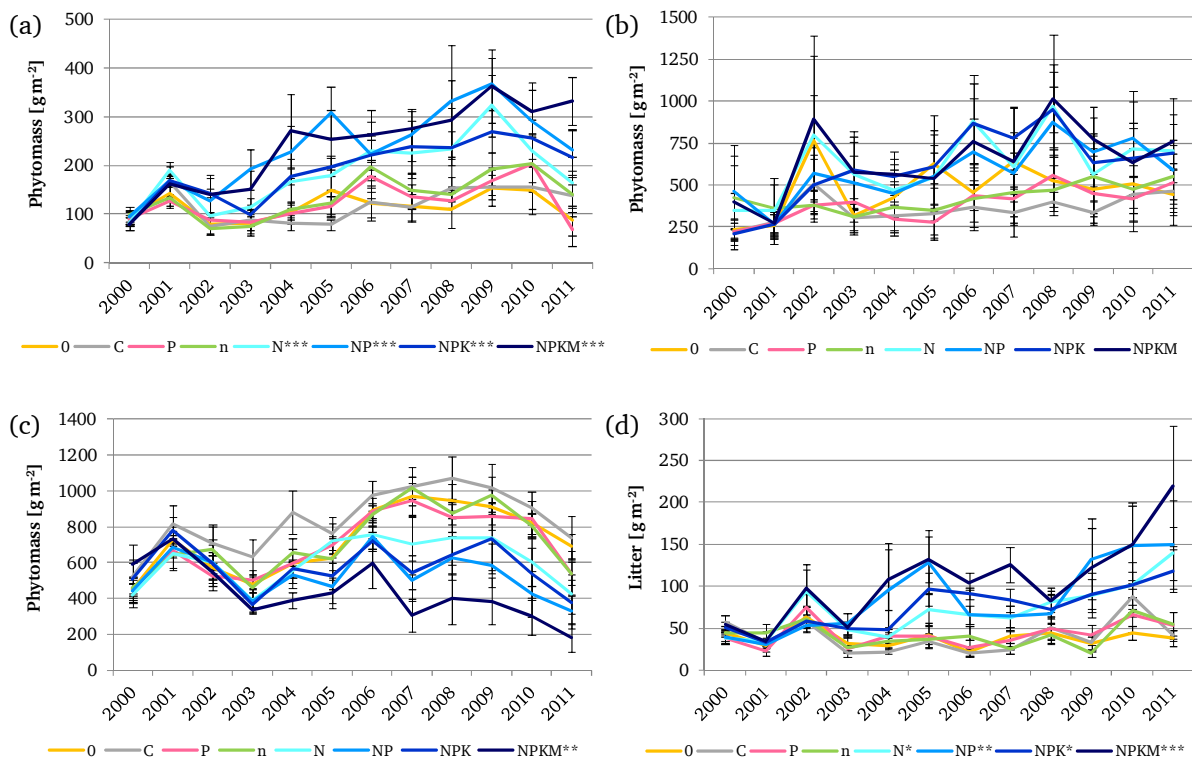 (a)
Phytomass [g m⁻²]
500
400
300
200
100
0
2000 2001 2002 2003 2004 2005 2006 2007 2008 2009 2010 2011
0 C P n N*** NP*** NPK*** NPKM***
(b)
Phytomass [g m⁻²]
1500
1250
1000
750
500
250
0
2000 2001 2002 2003 2004 2005 2006 2007 2008 2009 2010 2011
0 C P n N NP NPK NPKM
(c)
Phytomass [g m⁻²]
1400
1200
1000
800
600
400
200
0
2000 2001 2002 2003 2004 2005 2006 2007 2008 2009 2010 2011
0 C P n N NP NPK NPKM**
(d)
Litter [g m⁻²]
300
250
200
150
100
50
0
2000 2001 2002 2003 2004 2005 2006 2007 2008 2009 2010 2011
0 C P n N* NP** NPK* NPKM***